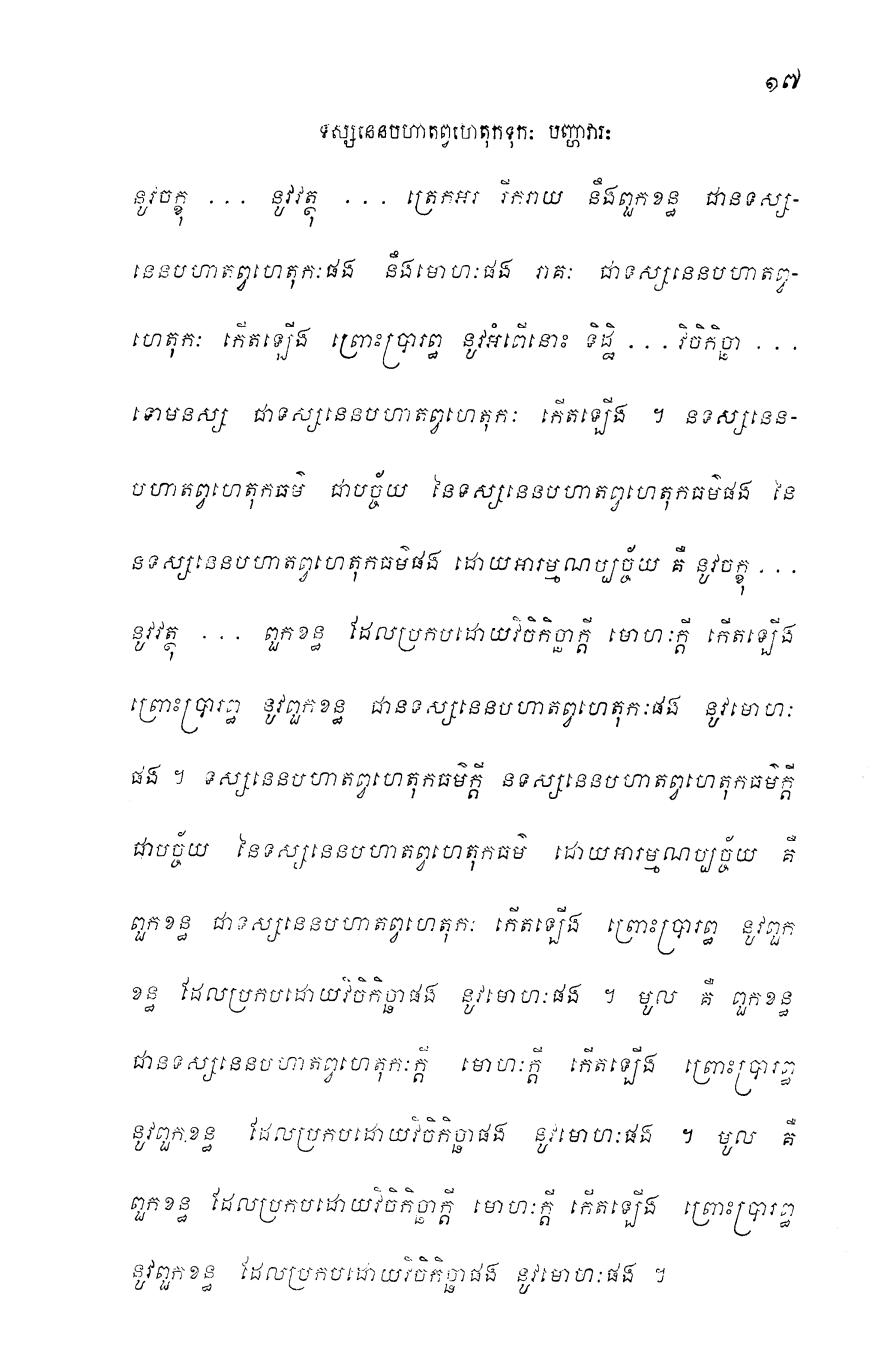 ១៧
ទស្សនេនបហាតព្វហេតុកទុកៈ បញ្ហាវារៈ
នូវចក្ខុ ... នូវវត្ថុ ... ត្រេកអរ រីករាយ នឹងពួកខន្ធ ជានទស្ស-
នេនបហាតព្វហេតុកៈផង នឹងមោហៈផង រាគៈ ជាទស្សនេនបហាតព្វ-
ហេតុកៈ កើតឡើង ព្រោះប្រារព្ធ នូវអំពើនោះ ទិដ្ឋិ ... វិចិកិច្ឆា ...
ទោមនស្ស ជាទស្សនេនបហាតព្វហេតុកៈ កើតឡើង ។ នទស្សនេន-
បហាតព្វហេតុកធម៌ ជាបច្ច័យ នៃទស្សនេនបហាតព្វហេតុកធម៌ផង នៃ
នទស្សនេនបហាតព្វហេតុកធម៌ផង ដោយអារម្មណប្បច្ច័យ គឺ នូវចក្ខុ ...
នូវវត្ថុ ... ពួកខន្ធ ដែលប្រកបដោយវិចិកិច្ឆាក្តី មោហៈក្តី កើតឡើង
ព្រោះប្រារព្ធ នូវពួកខន្ធ ជានទស្សនេនបហាតព្វហេតុកៈផង នូវមោហៈ
ផង ។ ទស្សនេនបហាតព្វហេតុកធម៌ក្តី នទស្សនេនបហាតព្វហេតុកធម៌ក្តី
ជាបច្ច័យ នៃទស្សនេនបហាតព្វហេតុកធម៌ ដោយអារម្មណប្បច្ច័យ គឺ
ពួកខន្ធ ជាទស្សនេនបហាតព្វហេតុកៈ កើតឡើង ព្រោះប្រារព្ធ នូវពួក
ខន្ធ ដែលប្រកបដោយវិចិកិច្ឆាផង នូវមោហៈផង ។ មូល គឺ ពួកខន្ធ
ជានទស្សនេនបហាតព្វហេតុកៈក្តី មោហៈក្តី កើតឡើង ព្រោះប្រារព្ធ
នូវពួកខន្ធ ដែលប្រកបដោយវិចិកិច្ឆាផង នូវមោហៈផង ។ មូល គឺ
ពួកខន្ធ ដែលប្រកបដោយវិចិកិច្ឆាក្តី មោហៈក្តី កើតឡើង ព្រោះប្រារព្ធ
នូវពួកខន្ធ ដែលប្រកបដោយវិចិកិច្ឆាផង នូវមោហៈផង ។